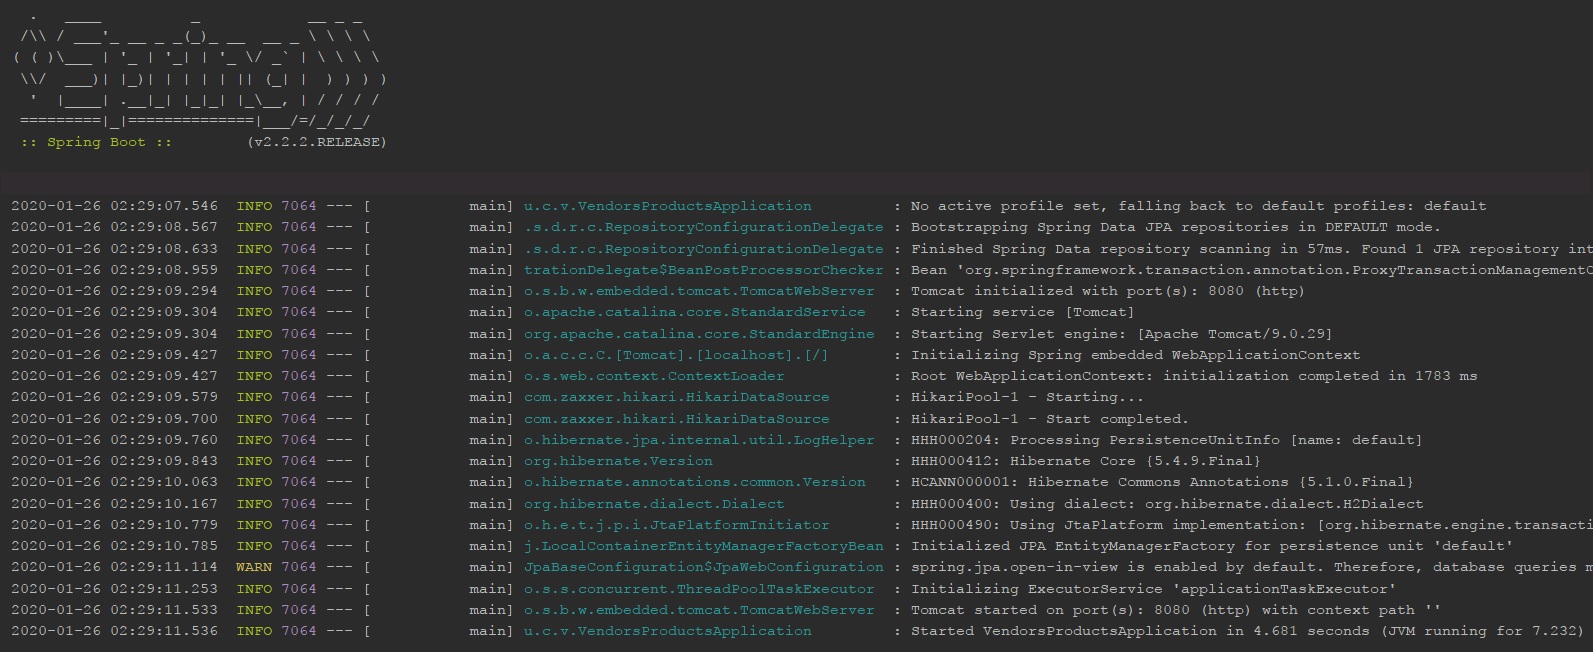 .   ____          _            __ _ _
 /\\ / ___'_ __ _ _(_)_ __  __ _ \ \ \ \
( ( )\___ | '_ | '_| | '_ \/ _` | \ \ \ \
 \\/  ___)| |_)| | | | | || (_| |  ) ) ) )
  '  |____| .__|_| |_|_| |_\__, | / / / /
 =========|_|==============|___/=/_/_/_/
 :: Spring Boot ::        (v2.2.2.RELEASE)
2020-01-26 02:29:07.546  INFO 7064 --- [           main] u.c.v.VendorsProductsApplication         : No active profile set, falling back to default profiles: default
2020-01-26 02:29:08.567  INFO 7064 --- [           main] .s.d.r.c.RepositoryConfigurationDelegate : Bootstrapping Spring Data JPA repositories in DEFAULT mode.
2020-01-26 02:29:08.633  INFO 7064 --- [           main] .s.d.r.c.RepositoryConfigurationDelegate : Finished Spring Data repository scanning in 57ms. Found 1 JPA repository int
2020-01-26 02:29:08.959  INFO 7064 --- [           main] trationDelegate$BeanPostProcessorChecker : Bean 'org.springframework.transaction.annotation.ProxyTransactionManagementC
2020-01-26 02:29:09.294  INFO 7064 --- [           main] o.s.b.w.embedded.tomcat.TomcatWebServer  : Tomcat initialized with port(s): 8080 (http)
2020-01-26 02:29:09.304  INFO 7064 --- [           main] o.apache.catalina.core.StandardService   : Starting service [Tomcat]
2020-01-26 02:29:09.304  INFO 7064 --- [           main] org.apache.catalina.core.StandardEngine  : Starting Servlet engine: [Apache Tomcat/9.0.29]
2020-01-26 02:29:09.427  INFO 7064 --- [           main] o.a.c.c.C.[Tomcat].[localhost].[/]       : Initializing Spring embedded WebApplicationContext
2020-01-26 02:29:09.427  INFO 7064 --- [           main] o.s.web.context.ContextLoader            : Root WebApplicationContext: initialization completed in 1783 ms
2020-01-26 02:29:09.579  INFO 7064 --- [           main] com.zaxxer.hikari.HikariDataSource       : HikariPool-1 - Starting...
2020-01-26 02:29:09.700  INFO 7064 --- [           main] com.zaxxer.hikari.HikariDataSource       : HikariPool-1 - Start completed.
2020-01-26 02:29:09.760  INFO 7064 --- [           main] o.hibernate.jpa.internal.util.LogHelper  : HHH000204: Processing PersistenceUnitInfo [name: default]
2020-01-26 02:29:09.843  INFO 7064 --- [           main] org.hibernate.Version                    : HHH000412: Hibernate Core {5.4.9.Final}
2020-01-26 02:29:10.063  INFO 7064 --- [           main] o.hibernate.annotations.common.Version   : HCANN000001: Hibernate Commons Annotations {5.1.0.Final}
2020-01-26 02:29:10.167  INFO 7064 --- [           main] org.hibernate.dialect.Dialect            : HHH000400: Using dialect: org.hibernate.dialect.H2Dialect
2020-01-26 02:29:10.779  INFO 7064 --- [           main] o.h.e.t.j.p.i.JtaPlatformInitiator       : HHH000490: Using JtaPlatform implementation: [org.hibernate.engine.transacti
2020-01-26 02:29:10.785  INFO 7064 --- [           main] j.LocalContainerEntityManagerFactoryBean : Initialized JPA EntityManagerFactory for persistence unit 'default'
2020-01-26 02:29:11.114  WARN 7064 --- [           main] JpaBaseConfiguration$JpaWebConfiguration : spring.jpa.open-in-view is enabled by default. Therefore, database queries m
2020-01-26 02:29:11.253  INFO 7064 --- [           main] o.s.s.concurrent.ThreadPoolTaskExecutor  : Initializing ExecutorService 'applicationTaskExecutor'
2020-01-26 02:29:11.533  INFO 7064 --- [           main] o.s.b.w.embedded.tomcat.TomcatWebServer  : Tomcat started on port(s): 8080 (http) with context path ''
2020-01-26 02:29:11.536  INFO 7064 --- [           main] u.c.v.VendorsProductsApplication         : Started VendorsProductsApplication in 4.681 seconds (JVM running for 7.232)